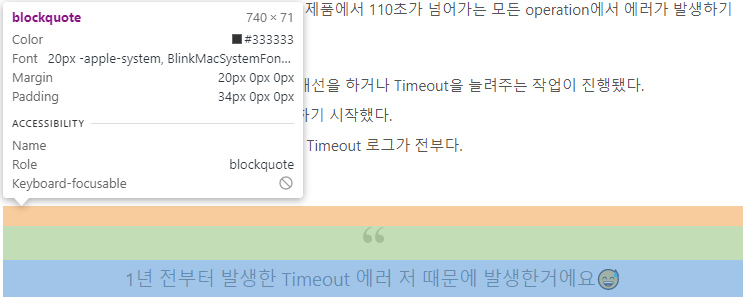 blockquote 740 × 71
Color #333333
Font 20px -apple-system, BlinkMacSystemFon...
Margin 20px 0px 0px
Padding 34px 0px 0px
ACCESSIBILITY
Name
Role blockquote
Keyboard-focusable
제품에서 110초가 넘어가는 모든 operation에서 에러가 발생하기
개선을 하거나 Timeout을 늘려주는 작업이 진행됐다.
하기 시작했다.
Timeout 로그가 전부다.
“
1년 전부터 발생한 Timeout 에러 저 때문에 발생한거에요😅